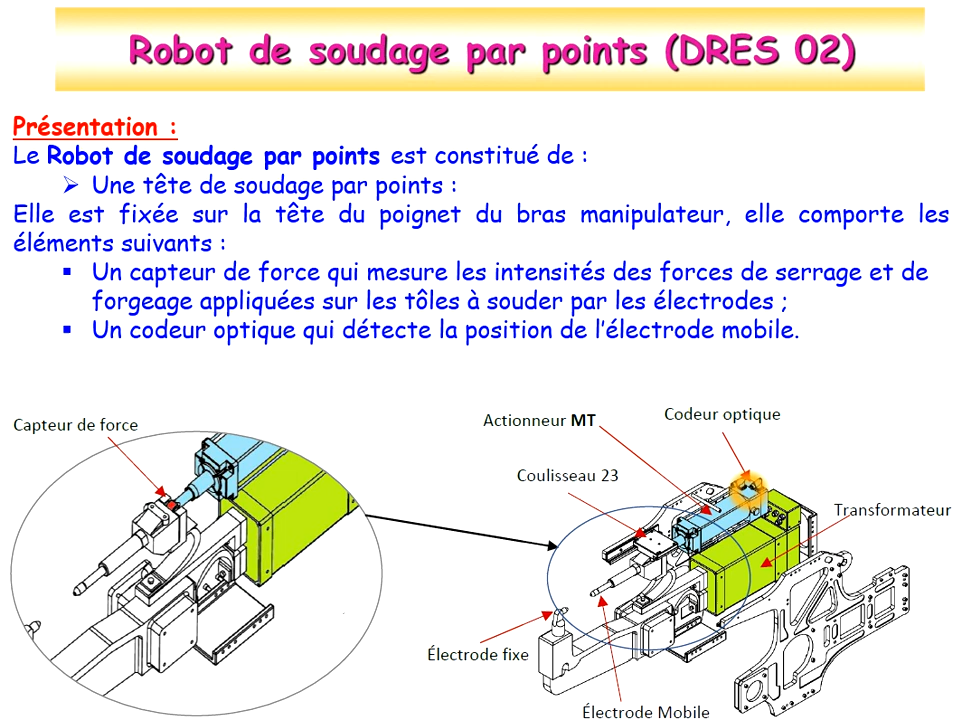 Robot de soudage par points (DRES 02)
Présentation :
Le Robot de soudage par points est constitué de :
➢ Une tête de soudage par points :
Elle est fixée sur la tête du poignet du bras manipulateur, elle comporte les
éléments suivants :
▪ Un capteur de force qui mesure les intensités des forces de serrage et de
forgeage appliquées sur les tôles à souder par les électrodes ;
▪ Un codeur optique qui détecte la position de l'électrode mobile.
Capteur de force
Actionneur MT
Codeur optique
Coulisseau 23
Transformateur
Électrode fixe
Électrode Mobile